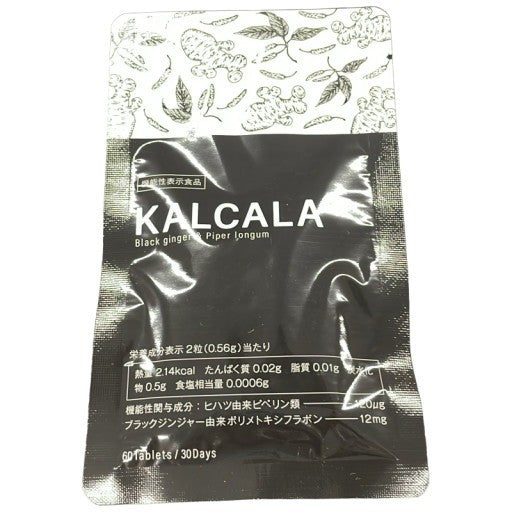 機能性表示食品
KALCALA
Black ginger & Piper longum
栄養成分表示 2粒(0.56g)当たり
熱量 2.14kcal たんぱく質 0.02g 脂質 0.01g 炭水化
物 0.5g 食塩相当量 0.0006g
機能性関与成分:ヒハツ由来ピペリン類 120μg
ブラックジンジャー由来ポリメトキシフラボン 12mg
60Tablets / 30Days